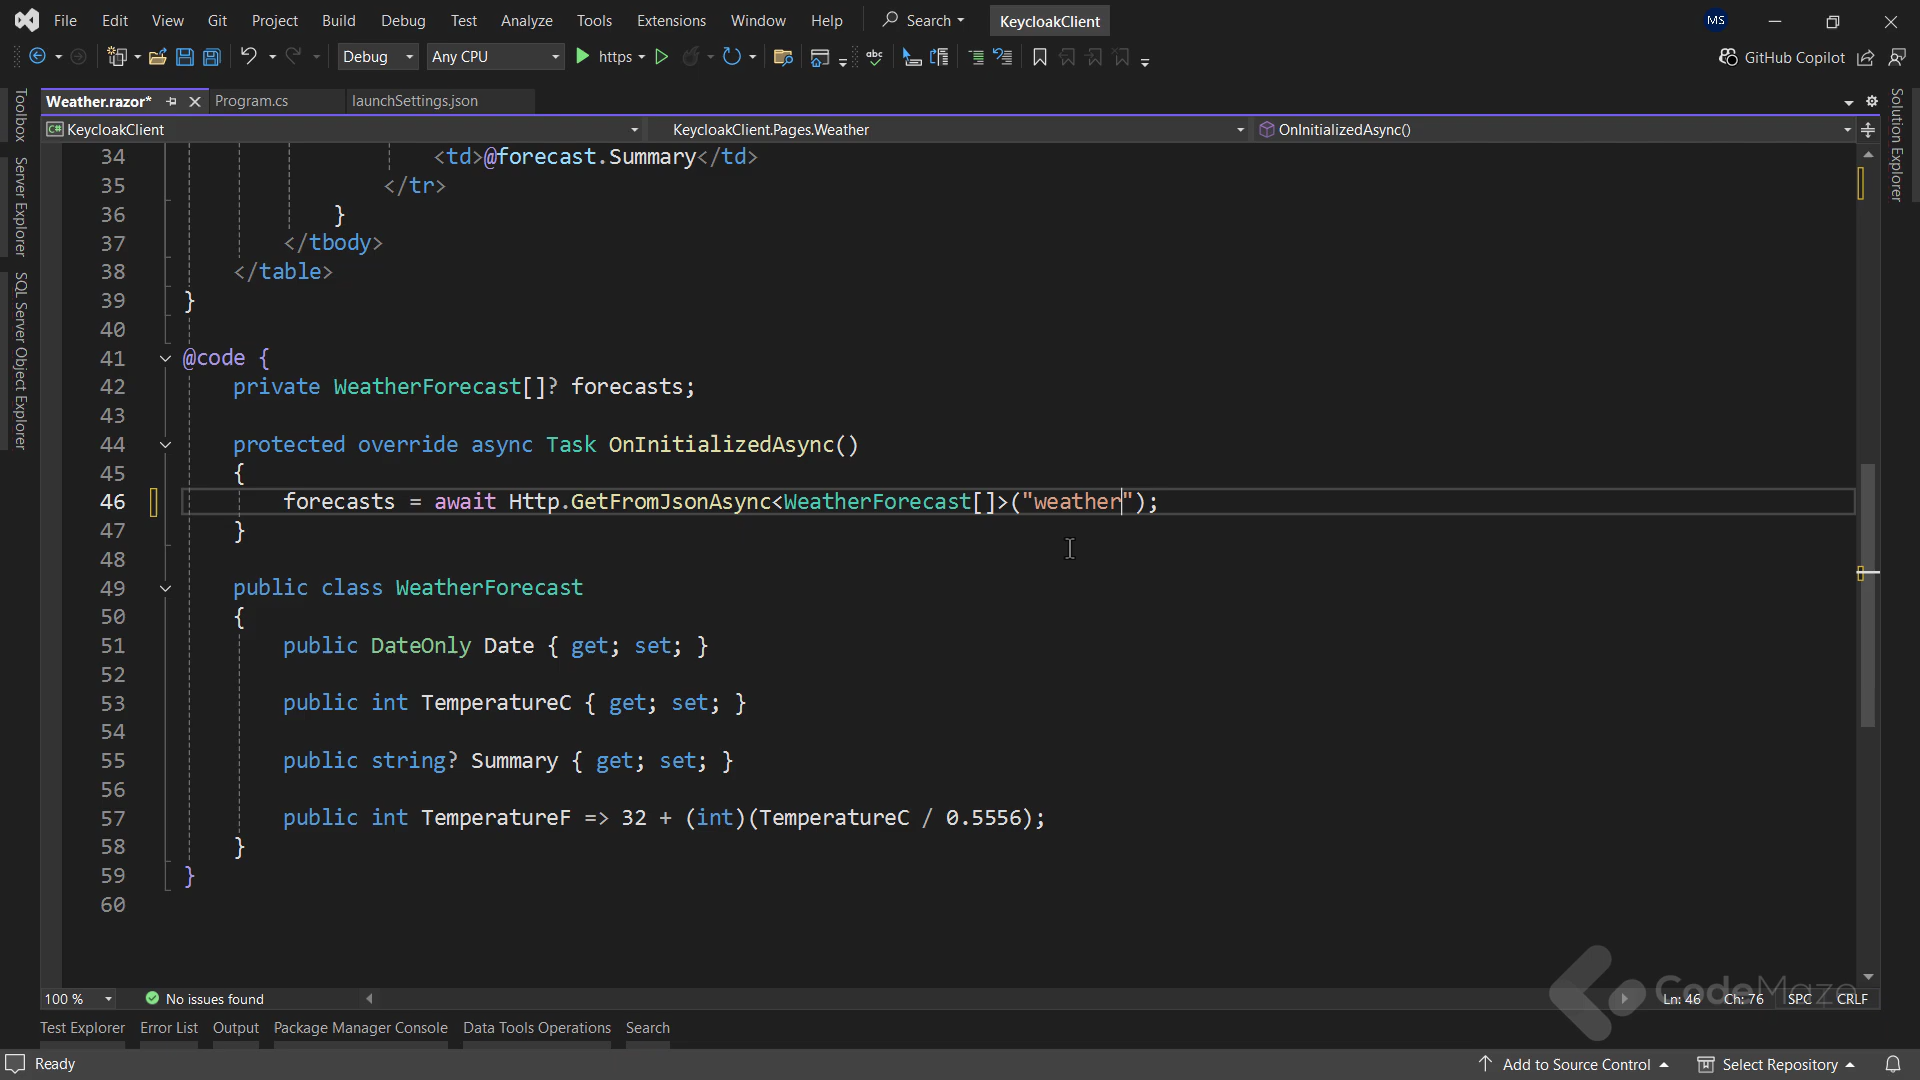 File Edit View Git Project Build Debug Test Analyze Tools Extensions Window Help Search KeycloakClient MS
Debug Any CPU https abc GitHub Copilot
Toolbox
Server Explorer
SQL Server Object Explorer
Solution Explorer
Weather.razor* Program.cs launchSettings.json
C# KeycloakClient KeycloakClient.Pages.Weather OnInitializedAsync()
34 <td>@forecast.Summary</td>
35 </tr>
36 }
37 </tbody>
38 </table>
39 }
40
41 @code {
42 private WeatherForecast[]? forecasts;
43
44 protected override async Task OnInitializedAsync()
45 {
46 forecasts = await Http.GetFromJsonAsync<WeatherForecast[]>("weather");
47 }
48
49 public class WeatherForecast
50 {
51 public DateOnly Date { get; set; }
52
53 public int TemperatureC { get; set; }
54
55 public string? Summary { get; set; }
56
57 public int TemperatureF => 32 + (int)(TemperatureC / 0.5556);
58 }
59 }
60
CodeMaze
100 % No issues found Ln: 46 Ch: 76 SPC CRLF
Test Explorer Error List Output Package Manager Console Data Tools Operations Search
Ready Add to Source Control Select Repository